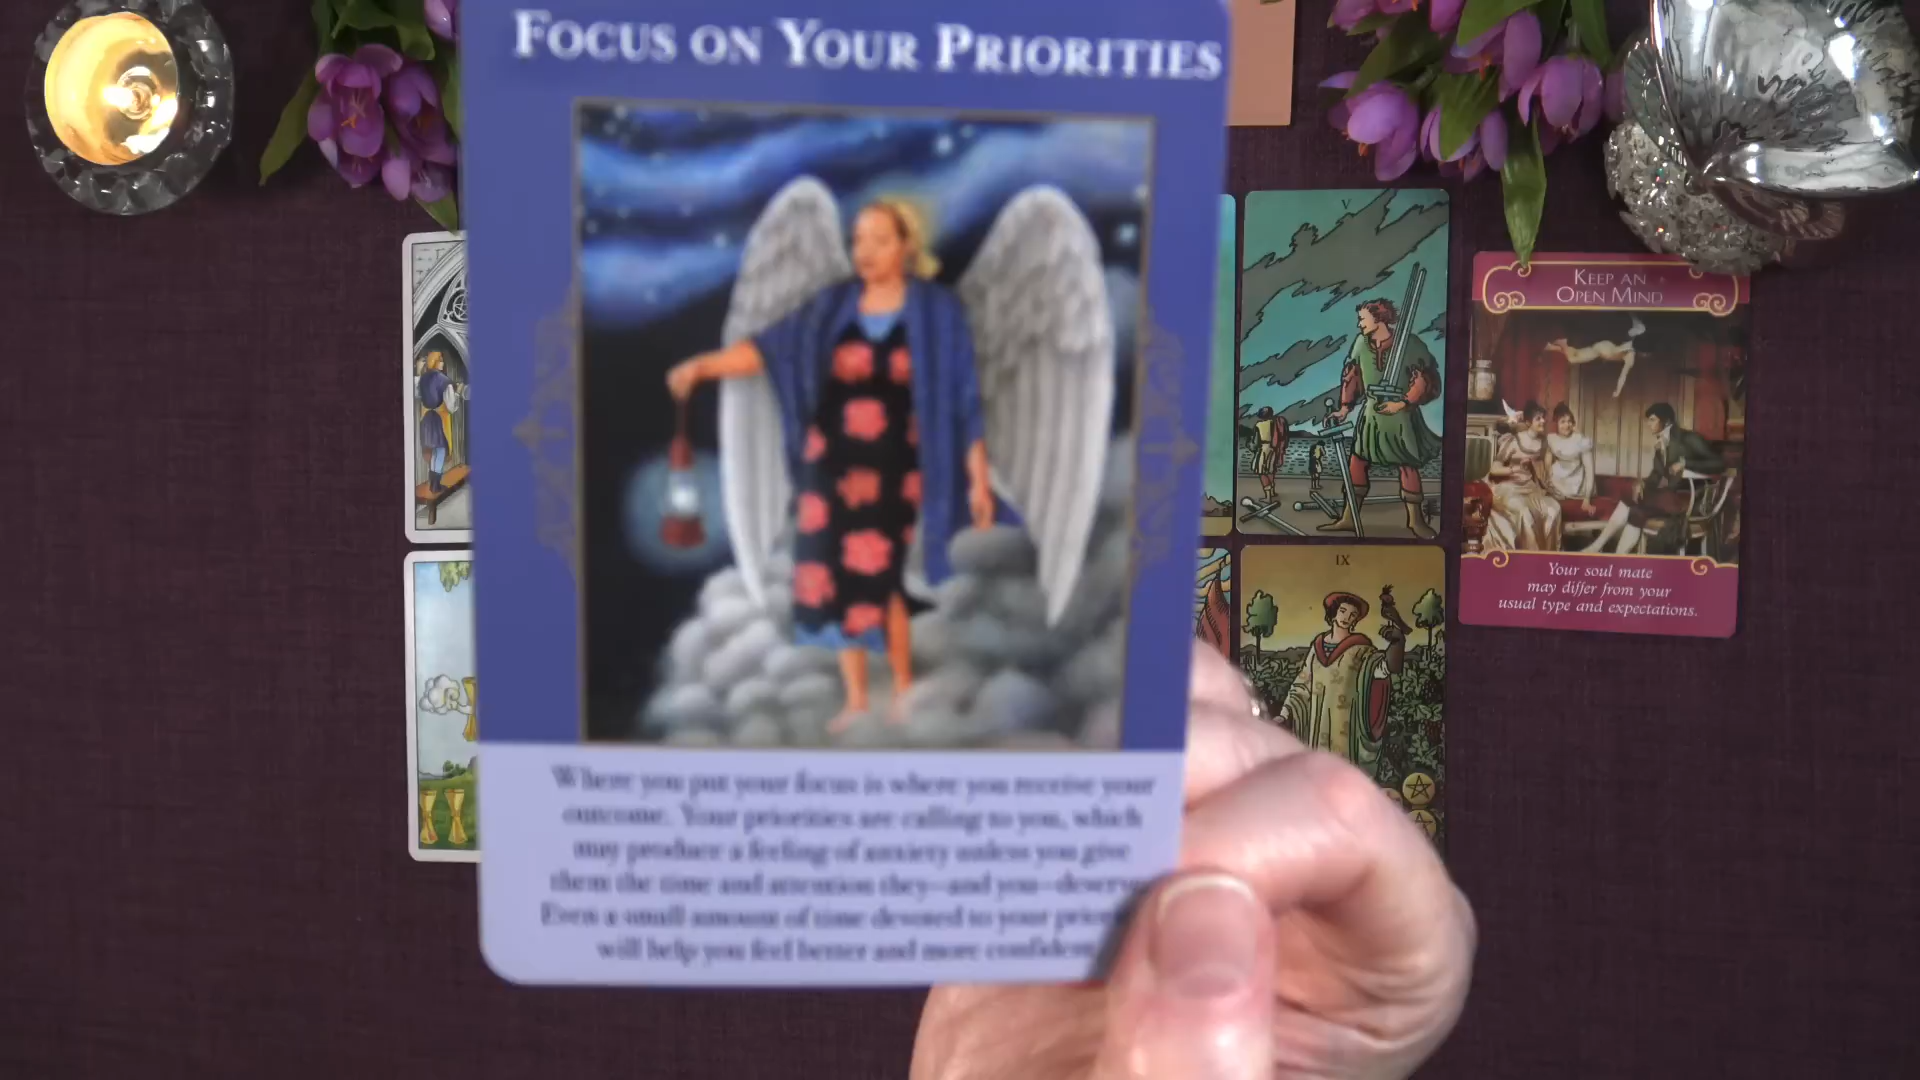 FOCUS ON YOUR PRIORITIES
Where you put your focus is where you receive your
outcome. Your priorities are calling to you, which
may produce a feeling of anxiety unless you give
them the time and attention they—and you—deserve
Even a small amount of time devoted to your
will help you feel better and more confident
V
KEEP AN
OPEN MIND
Your soul mate
may differ from your
usual type and expectations.
IX